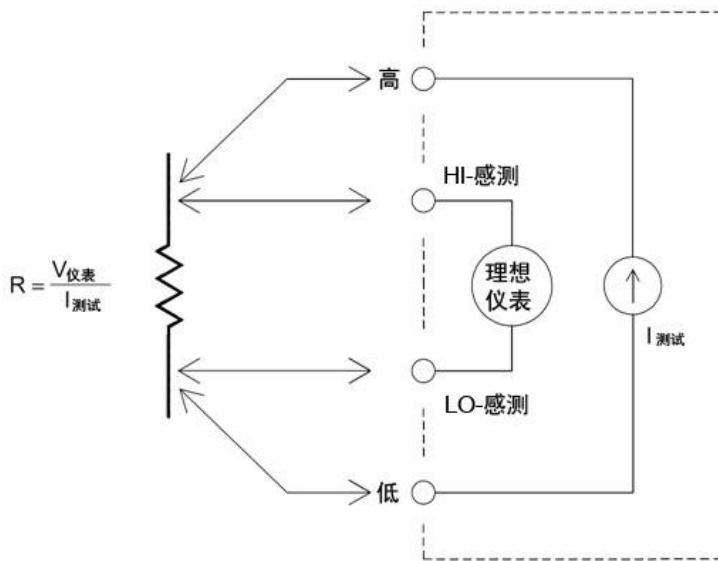 高
HI-感测
理想
仪表
R = V仪表 / I测试
I 测试
LO-感测
低